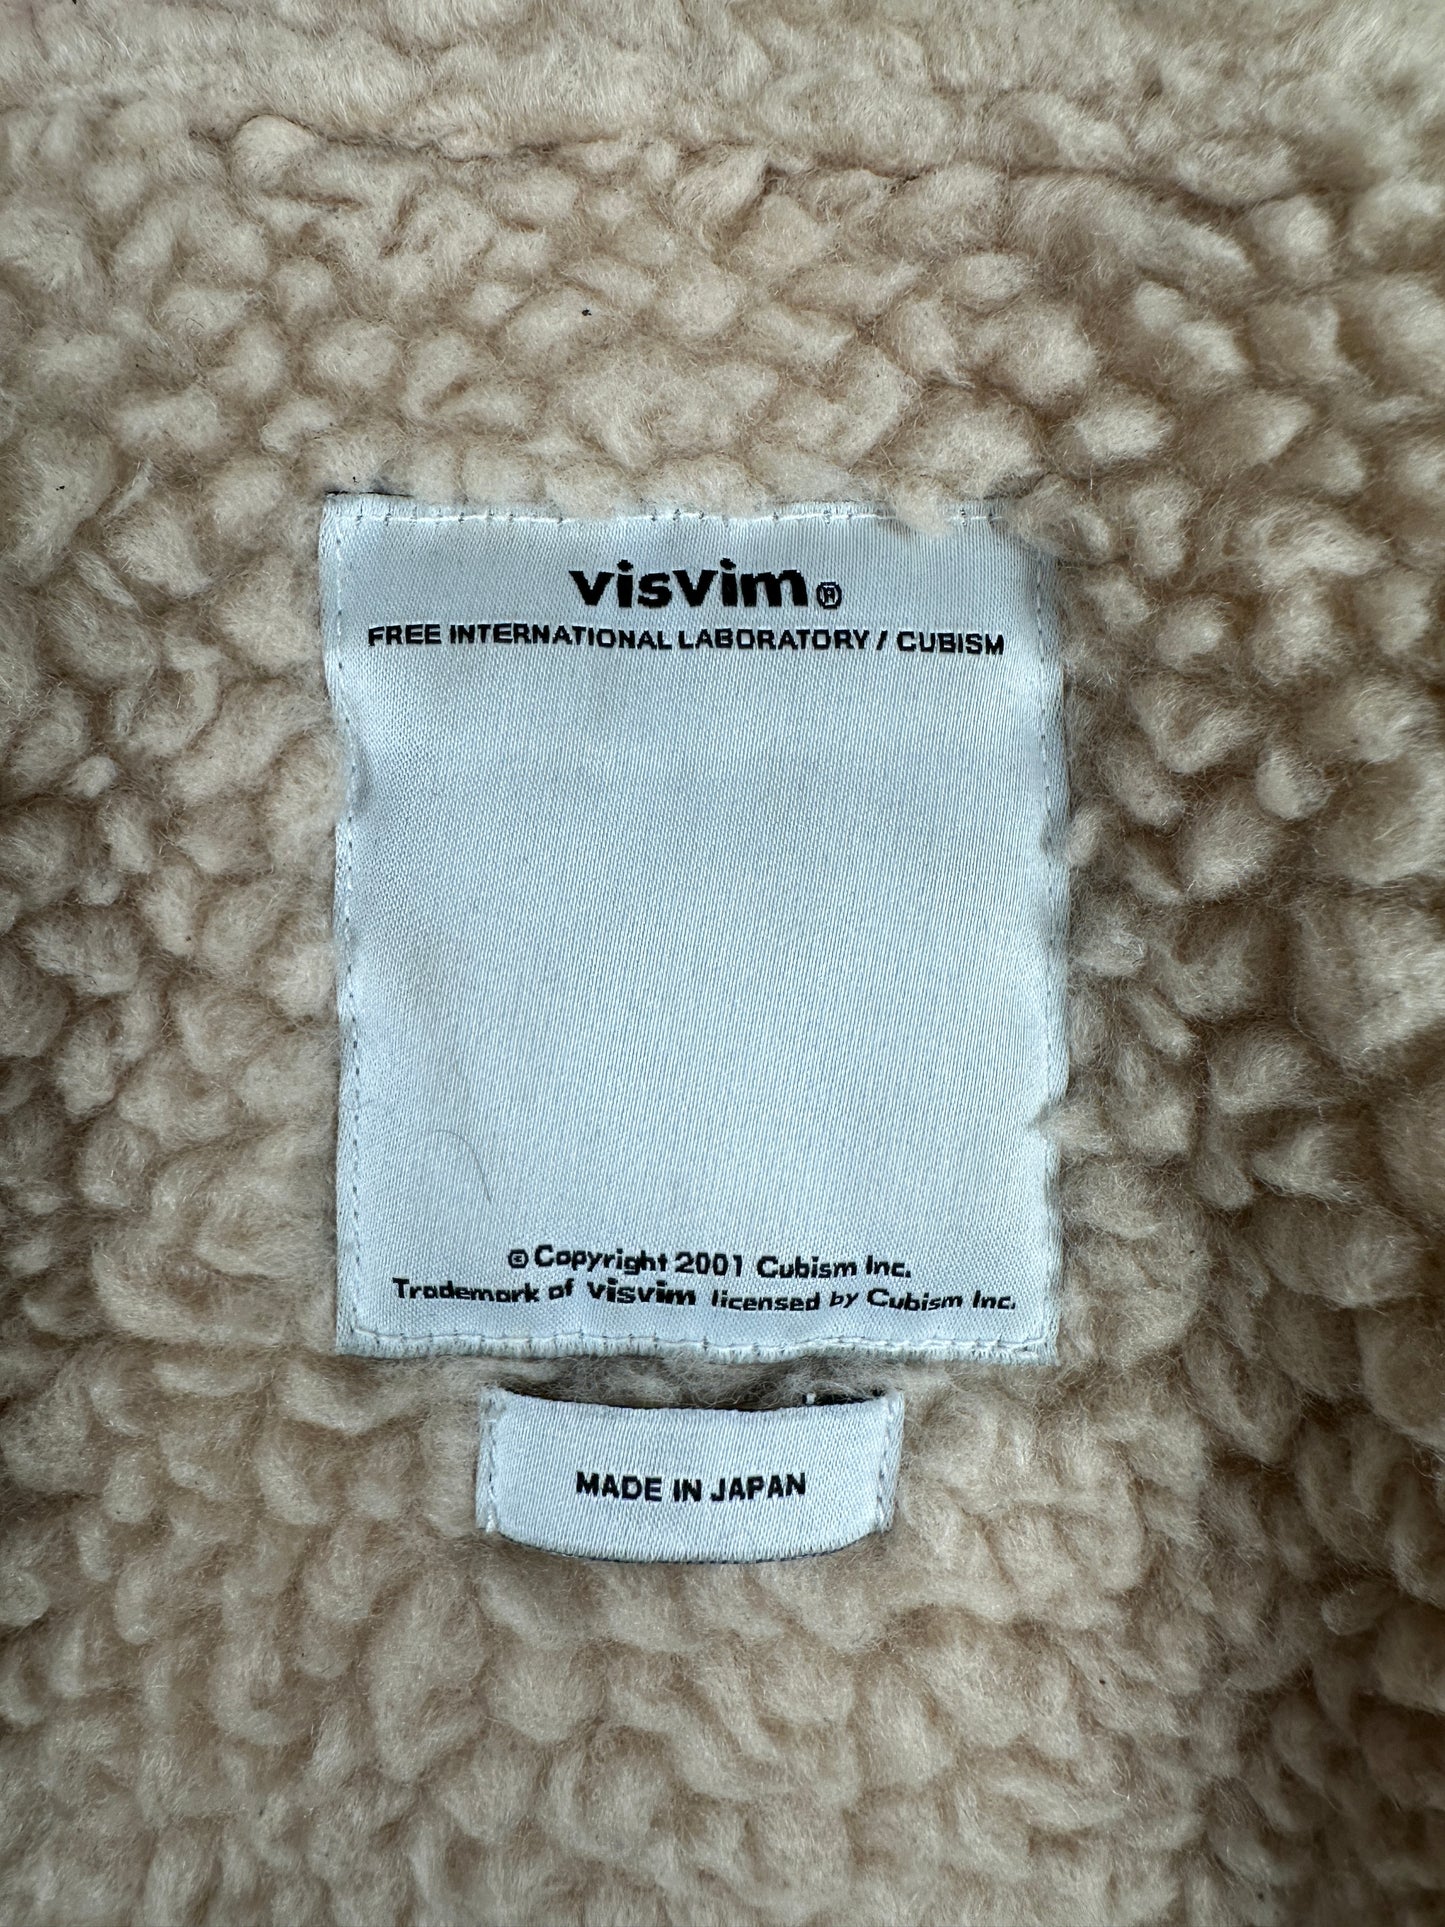 visvim®
FREE INTERNATIONAL LABORATORY / CUBISM
© Copyright 2001 Cubism Inc.
Trademark of visvim licensed by Cubism Inc.
MADE IN JAPAN